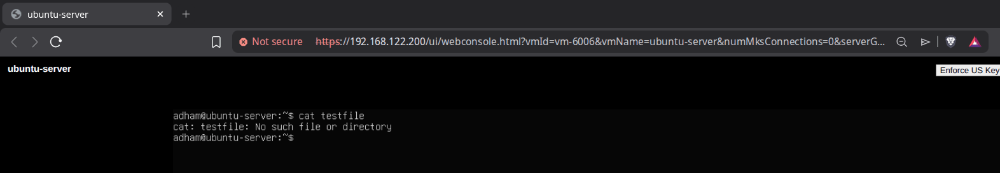 ubuntu-server
Not secure https://192.168.122.200/ui/webconsole.html?vmId=vm-6006&vmName=ubuntu-server&numMksConnections=0&serverG...
ubuntu-server
Enforce US Key
adham@ubuntu-server:~$ cat testfile
cat: testfile: No such file or directory
adham@ubuntu-server:~$